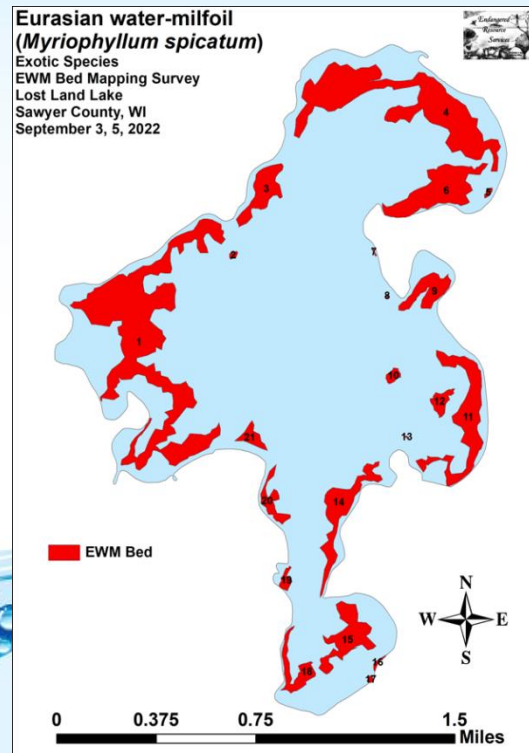 Eurasian water-milfoil
(Myriophyllum spicatum)
Exotic Species
EWM Bed Mapping Survey
Lost Land Lake
Sawyer County, WI
September 3, 5, 2022
Endangered
Resource
Services
4
3
6
5
2
7
8
9
1
10
12
11
21
13
20
14
EWM Bed
19
N
W E
S
15
16
18
17
0 0.375 0.75 1.5
Miles